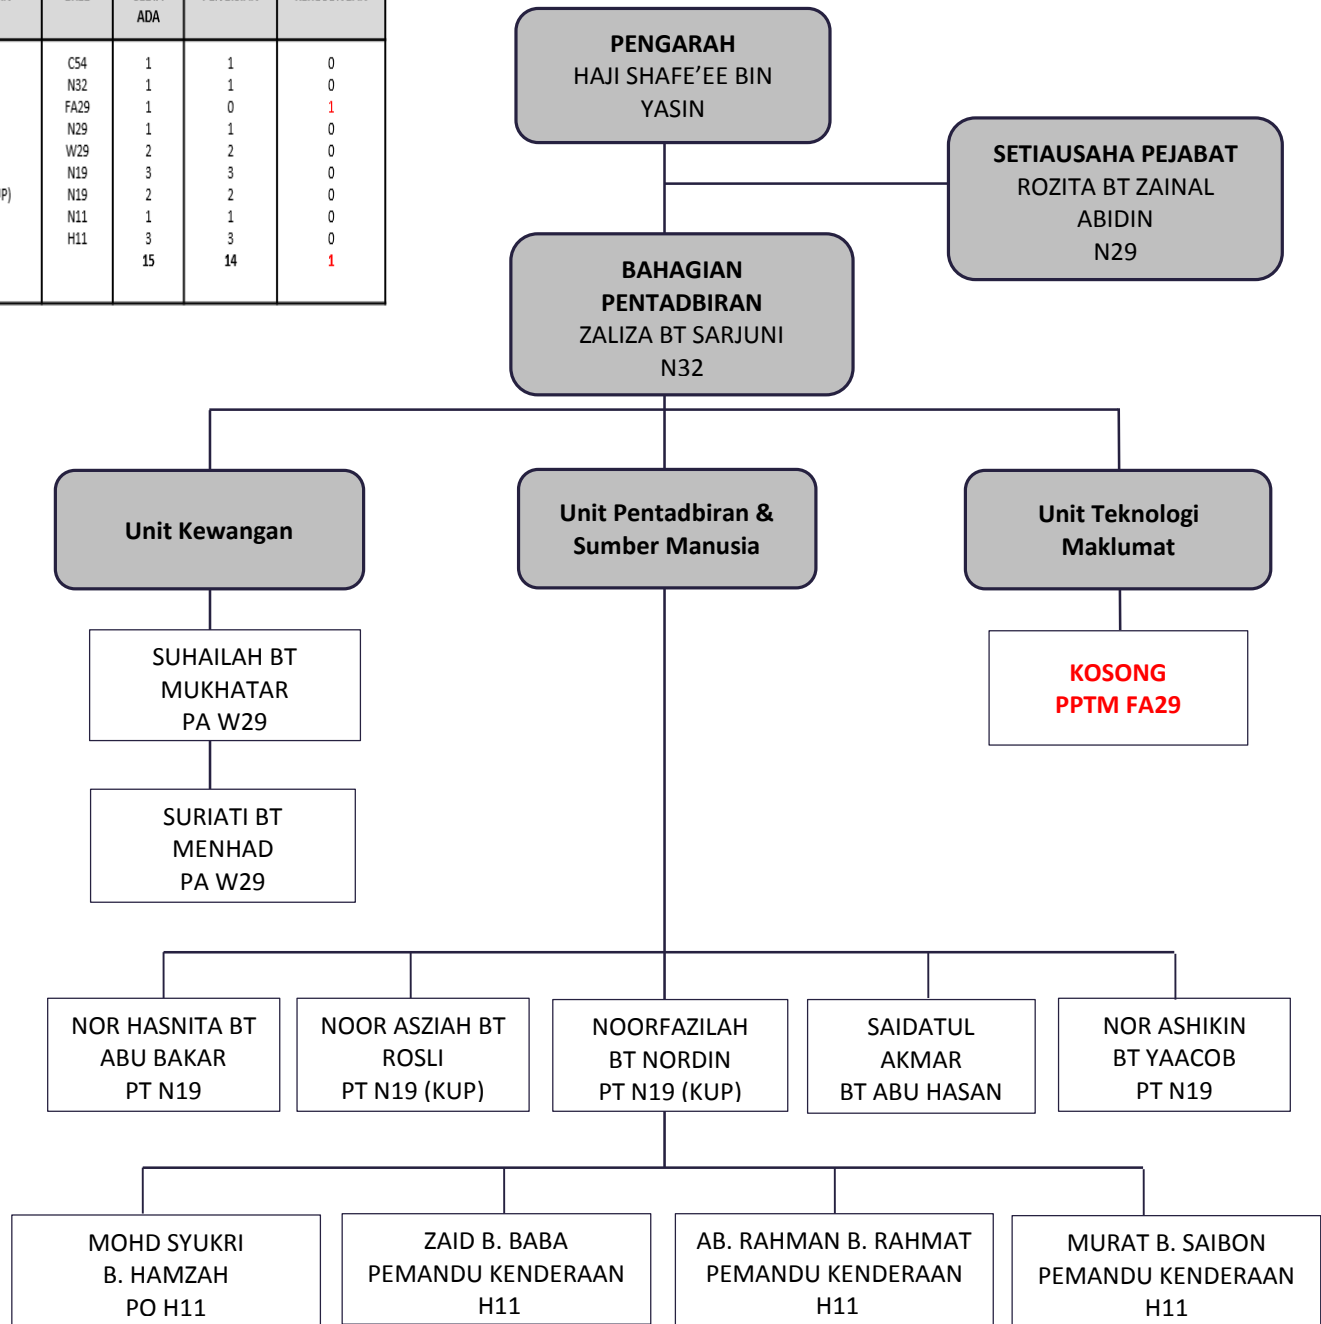 ADA
C54 1 1 0
N32 1 1 0
FA29 1 0 1
N29 1 1 0
W29 2 2 0
N19 3 3 0
N19 2 2 0
N11 1 1 0
H11 3 3 0
15 14 1
PENGARAH
HAJI SHAFE’EE BIN
YASIN
SETIAUSAHA PEJABAT
ROZITA BT ZAINAL
ABIDIN
N29
BAHAGIAN
PENTADBIRAN
ZALIZA BT SARJUNI
N32
Unit Kewangan
Unit Pentadbiran &
Sumber Manusia
Unit Teknologi
Maklumat
SUHAILAH BT
MUKHATAR
PA W29
KOSONG
PPTM FA29
SURIATI BT
MENHAD
PA W29
NOR HASNITA BT
ABU BAKAR
PT N19
NOOR ASZIAH BT
ROSLI
PT N19 (KUP)
NOORFAZILAH
BT NORDIN
PT N19 (KUP)
SAIDATUL
AKMAR
BT ABU HASAN
NOR ASHIKIN
BT YAACOB
PT N19
MOHD SYUKRI
B. HAMZAH
PO H11
ZAID B. BABA
PEMANDU KENDERAAN
H11
AB. RAHMAN B. RAHMAT
PEMANDU KENDERAAN
H11
MURAT B. SAIBON
PEMANDU KENDERAAN
H11